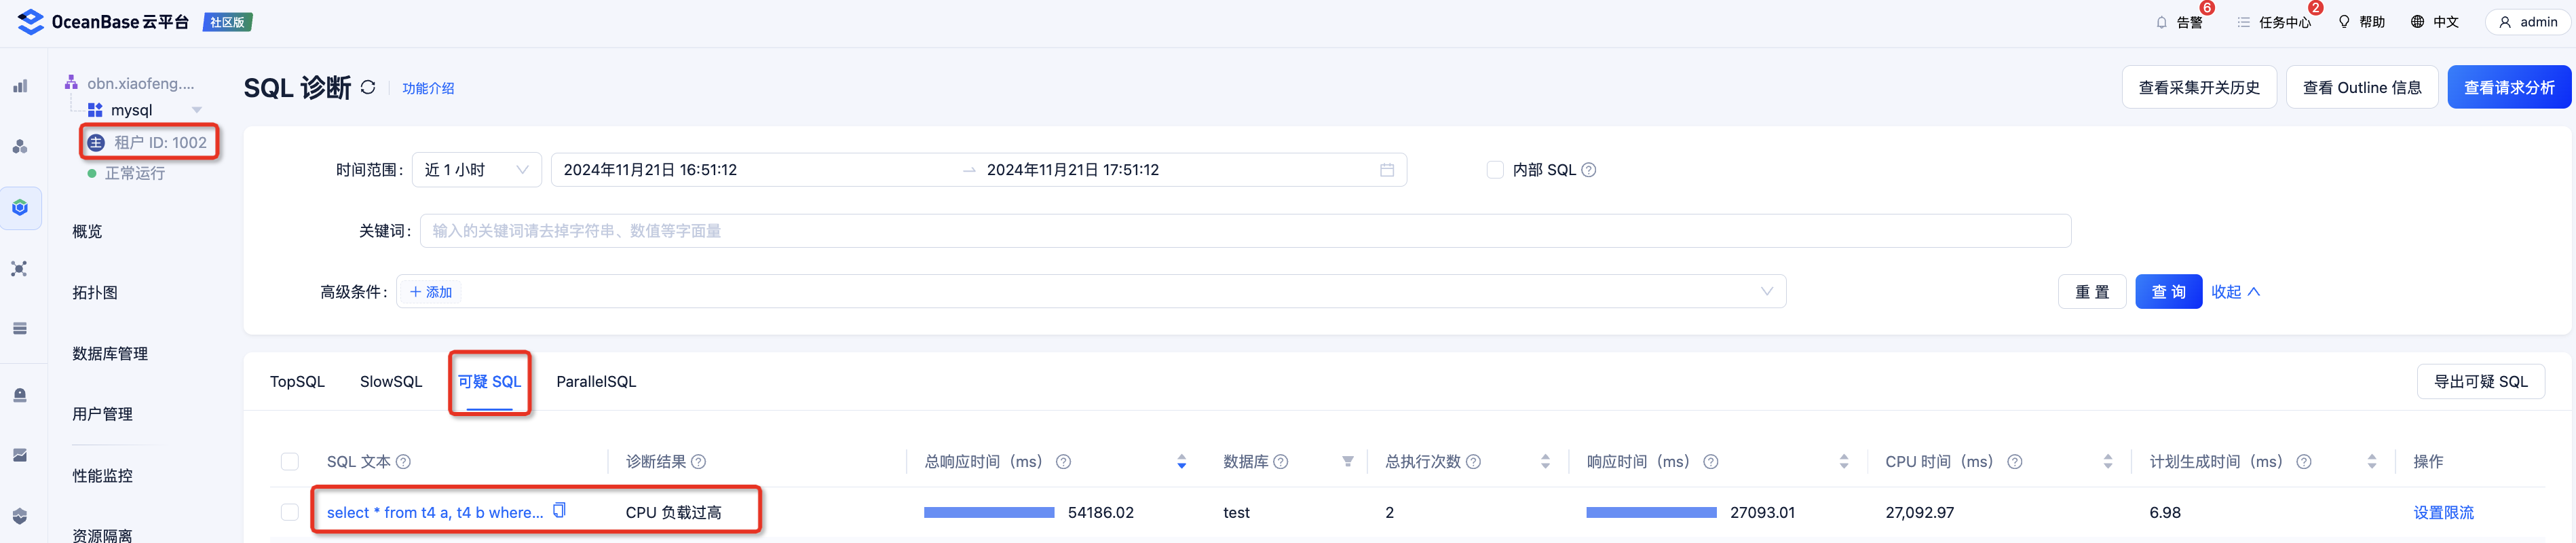 OceanBase 云平台 社区版
告警 6
任务中心 2
帮助
中文
admin
obn.xiaofeng....
mysql
主 租户 ID: 1002
正常运行
概览
拓扑图
数据库管理
用户管理
性能监控
资源隔离
SQL 诊断
功能介绍
查看采集开关历史
查看 Outline 信息
查看请求分析
时间范围: 近 1 小时 2024年11月21日 16:51:12 → 2024年11月21日 17:51:12
内部 SQL ?
关键词: 输入的关键词请去掉字符串、数值等字面量
高级条件: + 添加
重 置
查 询
收起
TopSQL SlowSQL 可疑 SQL ParallelSQL
导出可疑 SQL
SQL 文本 ? 诊断结果 ? 总响应时间（ms） ? 数据库 ? 总执行次数 ? 响应时间（ms） ? CPU 时间（ms） ? 计划生成时间（ms） ? 操作
select * from t4 a, t4 b where... CPU 负载过高 54186.02 test 2 27093.01 27,092.97 6.98 设置限流